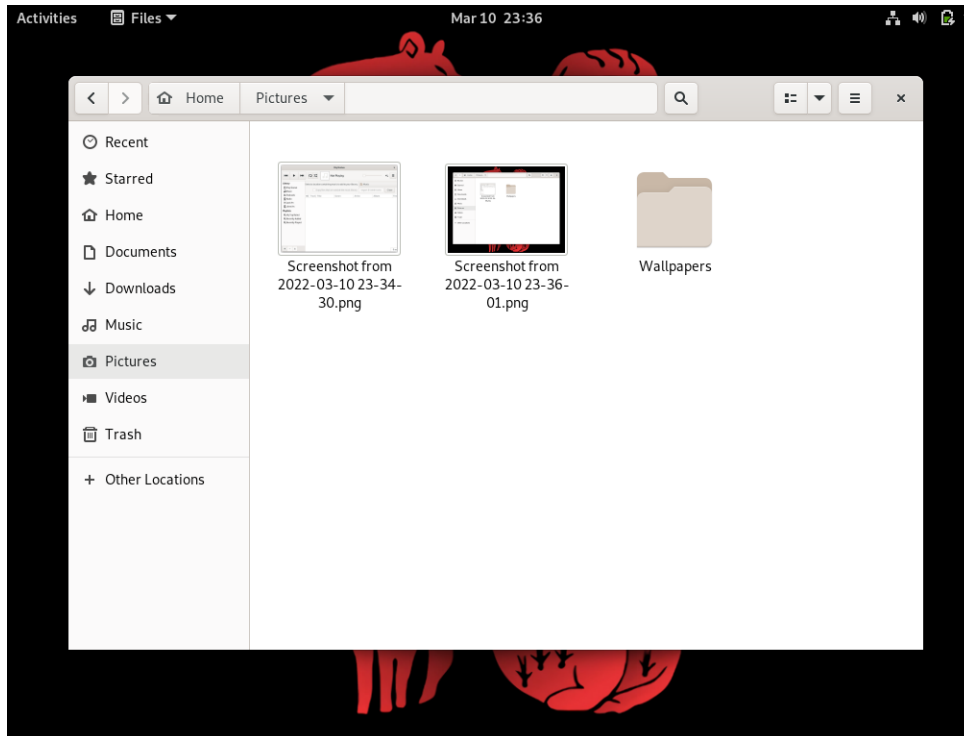 Activities Files Mar 10 23:36
Home Pictures
Recent
Starred
Home
Documents
Downloads
Music
Pictures
Videos
Trash
Other Locations
Screenshot from
2022-03-10 23-34-
30.png
Screenshot from
2022-03-10 23-36-
01.png
Wallpapers